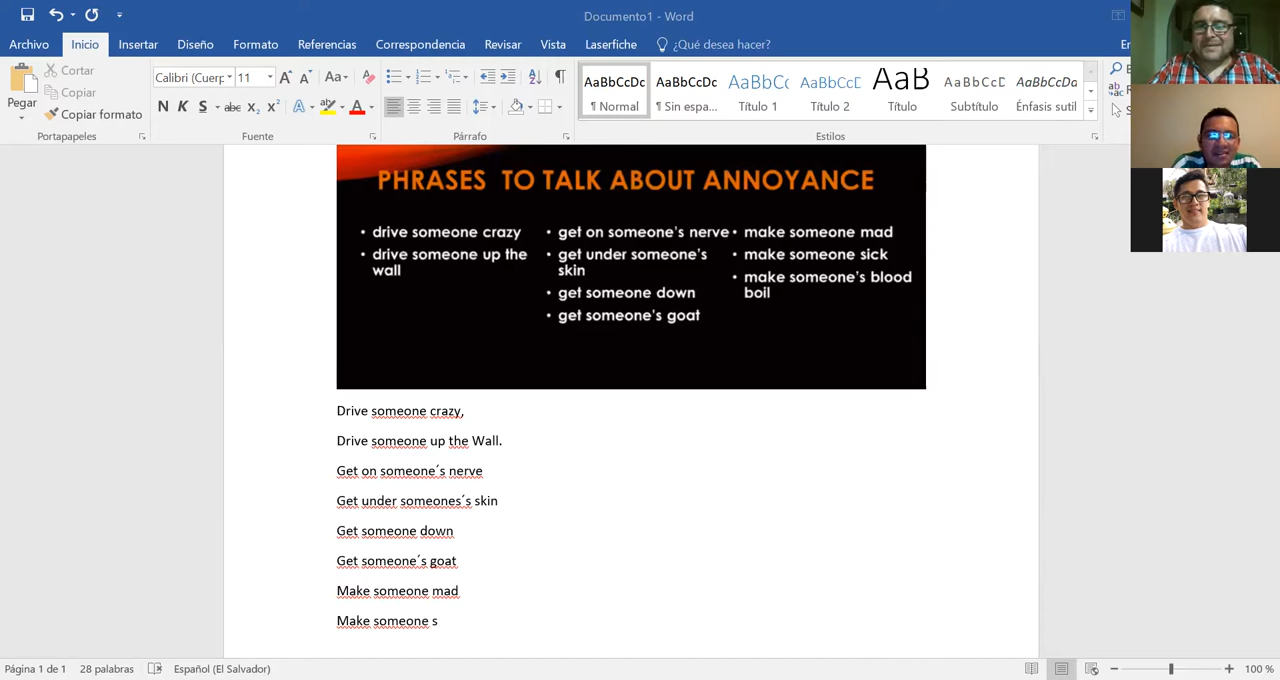 Documento1 - Word
Archivo Inicio Insertar Diseño Formato Referencias Correspondencia Revisar Vista Laserfiche ¿Qué desea hacer?
Pegar
Cortar
Copiar
Copiar formato
Portapapeles
Calibri (Cuerp 11
Aa
N K S abc x₂ x²
Fuente
Párrafo
AaBbCcDc AaBbCcDc AaBbCc AaBbCcD AaB AaBbCcD AaBbCcDc
¶ Normal ¶ Sin espa... Título 1 Título 2 Título Subtítulo Énfasis sutil
Estilos
PHRASES TO TALK ABOUT ANNOYANCE
• drive someone crazy
• drive someone up the
wall
• get on someone's nerve
• get under someone's
skin
• get someone down
• get someone's goat
• make someone mad
• make someone sick
• make someone's blood
boil
Drive someone crazy,
Drive someone up the Wall.
Get on someone´s nerve
Get under someones´s skin
Get someone down
Get someone´s goat
Make someone mad
Make someone s
Página 1 de 1 28 palabras Español (El Salvador) 100 %